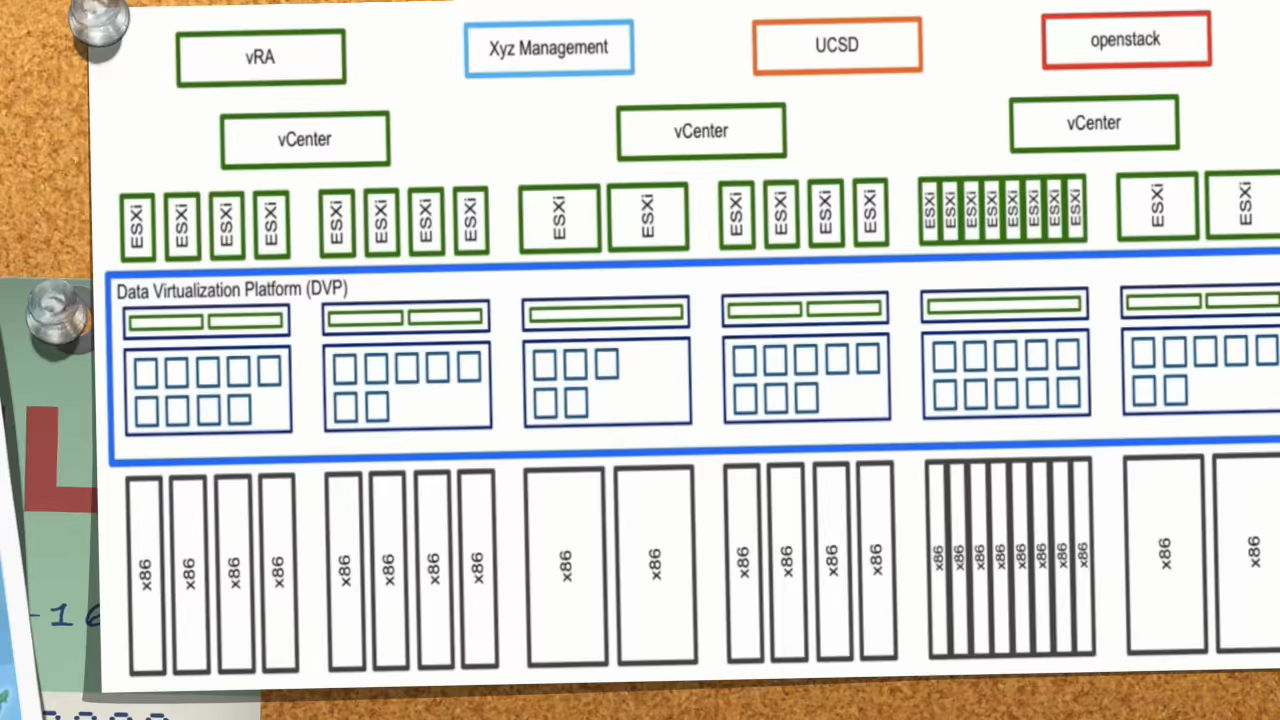 vRA
Xyz Management
UCSD
openstack
vCenter
vCenter
vCenter
ESXi ESXi ESXi ESXi ESXi ESXi ESXi ESXi ESXi ESXi ESXi ESXi ESXi ESXi ESXi ESXi ESXi ESXi ESXi ESXi ESXi ESXi ESXi ESXi
Data Virtualization Platform (DVP)
x86 x86 x86 x86 x86 x86 x86 x86 x86 x86 x86 x86 x86 x86 x86 x86 x86 x86 x86 x86 x86 x86 x86 x86
L
-16